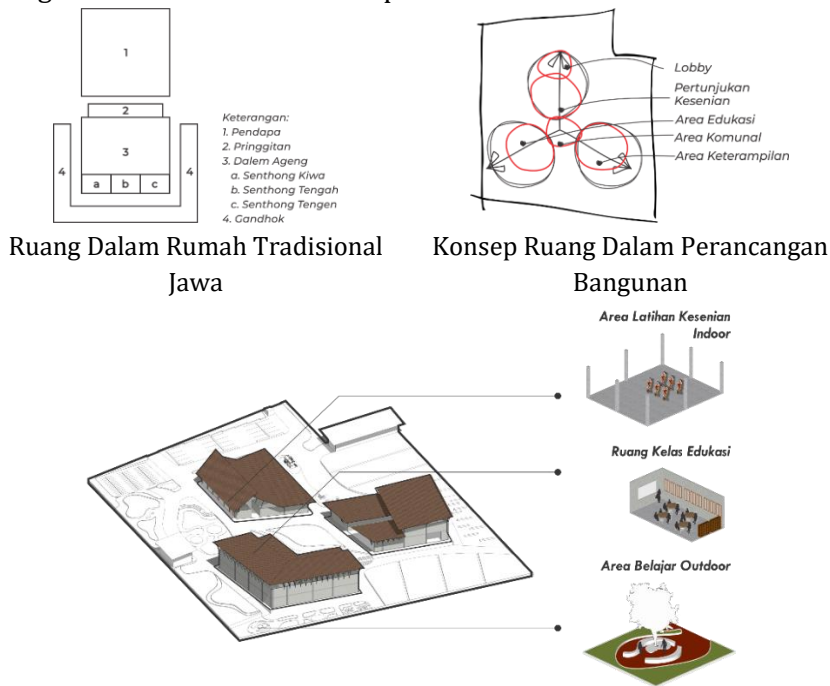 1
2
3
4
4
a
b
c
Keterangan:
1. Pendapa
2. Pringgitan
3. Dalem Ageng
a. Senthong Kiwa
b. Senthong Tengah
c. Senthong Tengen
4. Gandhok
Lobby
Pertunjukan
Kesenian
Area Edukasi
Area Komunal
Area Keterampilan
Ruang Dalam Rumah Tradisional
Jawa
Konsep Ruang Dalam Perancangan
Bangunan
Area Latihan Kesenian
Indoor
Ruang Kelas Edukasi
Area Belajar Outdoor